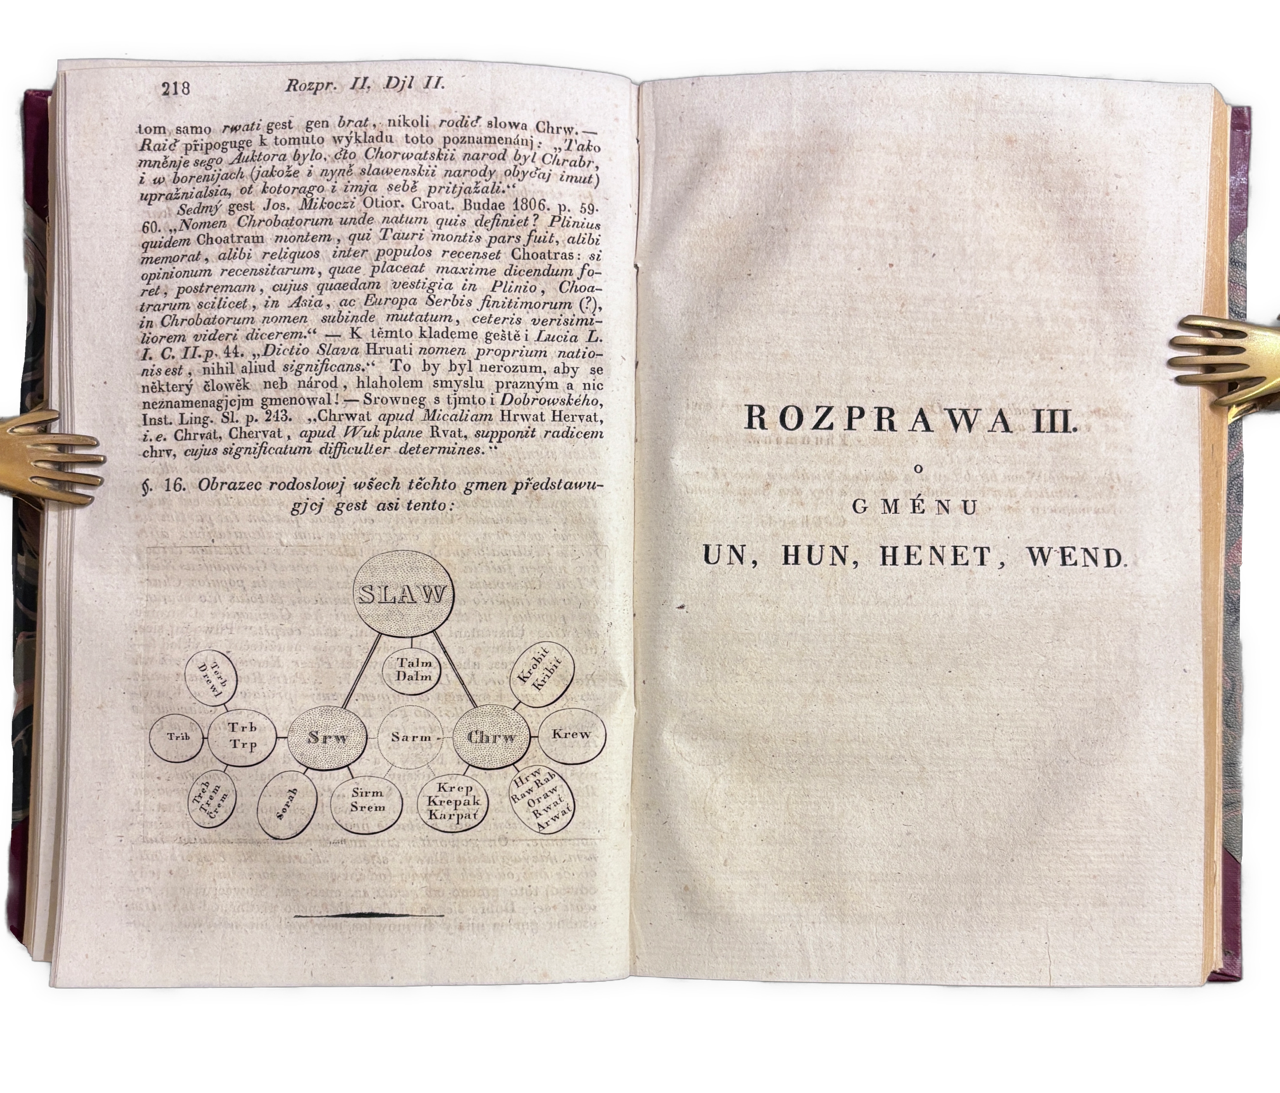 218
Rozpr. II, Djl II.
tom samo rwati gest gen brat, nikoli rodič slowa Chrw. —
Raič připoguge k tomuto wýkladu toto poznamenánj: „Tako
mněnje sego Auktora bylo, čto Chorwatskii narod byl Chrabr,
i w borenijach (jakože i nyně slawenskii narody obyčaj imut)
upražnialsia, ot kotorago i imja sebě pritjažali.“
Sedmý gest Jos. Mikoczi Otior. Croat. Budae 1806. p. 59-
60. „Nomen Chrobatorum unde natum quis definiet? Plinius
quidem Choatram montem, qui Tauri montis pars fuit, alibi
memorat, alibi reliquos inter populos recenset Choatras: si
opinionum recensitarum, quae placeat maxime dicendum fo-
ret, postremam, cujus quaedam vestigia in Plinio, Choa-
trarum scilicet, in Asia, ac Europa Serbis finitimorum (?),
in Chrobatorum nomen subinde mutatum, ceteris verisimi-
liorem videri dicerem.“ — K těmto klademe geště i Lucia L.
I. C. II. p. 44. „Dictio Slava Hruati nomen proprium natio-
nis est, nihil aliud significans.“ To by byl nerozum, aby se
některý člowěk neb národ, hlaholem smyslu prazným a nic
neznamenagjcjm gmenowal! — Srowneg s tjmto i Dobrowského,
Inst. Ling. Sl. p. 243. „Chrwat apud Micaliam Hrwat Hervat,
i.e. Chrvat, Chervat, apud Wuk plane Rvat, supponit radicem
chrv, cujus significatum difficulter determines.“
§. 16. Obrazec rodoslowj wšech těchto gmen představu-
gjcj gest asi tento:
SLAW
Talm
Dalm
Terb
Drewl
Krobit
Kribit
Trib
Trb
Trp
Srw
Sarm
Chrw
Krew
Treb
Trem
Črem
Sorab
Sirm
Srem
Krep
Krepak
Karpat
Hrw
Raw Rab
Oraw
Rwat
Arwat
ROZPRAWA III.
O
GMÉNU
UN, HUN, HENET, WEND.